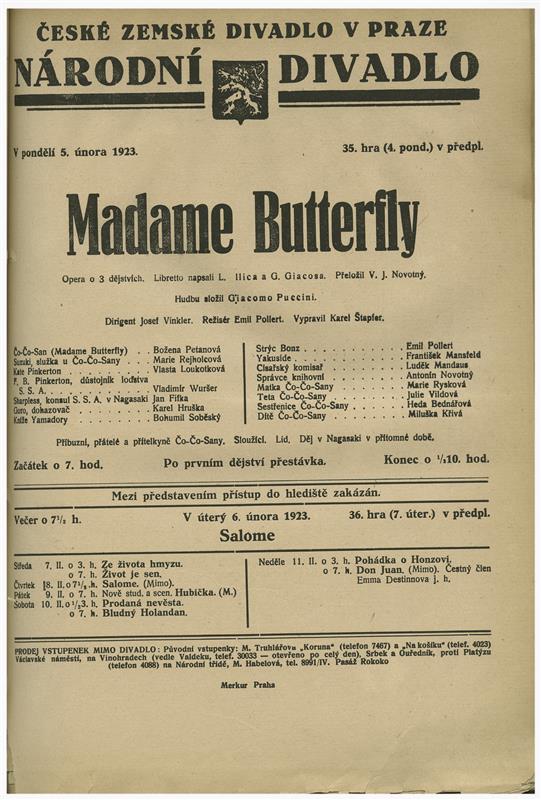 ČESKÉ ZEMSKÉ DIVADLO V PRAZE
NÁRODNÍ DIVADLO
V pondělí 5. února 1923. 35. hra (4. pond.) v předpl.
Madame Butterfly
Opera o 3 dějstvích. Libretto napsali L. Ilica a G. Giacosa. Přeložil V. J. Novotný.
Hudbu složil Giacomo Puccini.
Dirigent Josef Vinkler. Režisér Emil Pollert. Vypravil Karel Štapfer.
Čo-Čo-San (Madame Butterfly) . . Božena Petanová
Suzuki, služka u Čo-Čo-Sany . . . Marie Rejholcová
Kate Pinkerton . . . . . . . . . Vlasta Loukotková
F. B. Pinkerton, důstojník loďstva
S. S. A. . . . . . . . . . . . Vladimír Wuršer
Sharpless, konsul S. S. A. v Nagasaki Jan Fifka
Goro, dohazovač . . . . . . . . Karel Hruška
Kníže Yamadory . . . . . . . . Bohumil Soběský
Strýc Bonz . . . . . . . . . . . Emil Pollert
Yakuside . . . . . . . . . . . . František Mansfeld
Císařský komisař . . . . . . . . Luděk Mandaus
Správce knihovní . . . . . . . . Antonín Novotný
Matka Čo-Čo-Sany . . . . . . . Marie Rysková
Teta Čo-Čo-Sany . . . . . . . . Julie Vildová
Sestřenice Čo-Čo-Sany . . . . . Heda Bednářová
Dítě Čo-Čo-Sany . . . . . . . . Miluška Křivá
Příbuzní, přátelé a přítelkyně Čo-Čo-Sany. Sloužící. Lid. Děj v Nagasaki v přítomné době.
Začátek o 7. hod. Po prvním dějství přestávka. Konec o ½10. hod.
Mezi představením přístup do hlediště zakázán.
Večer o 7½ h. V úterý 6. února 1923. 36. hra (7. úter.) v předpl.
Salome
Středa 7. II. o 3. h. Ze života hmyzu.
o 7. h. Život je sen.
Čtvrtek 8. II. o 7½ h. Salome. (Mimo).
Pátek 9. II. o 7. h. Nově stud. a scen. Hubička. (M.)
Sobota 10. II. o ½3. h. Prodaná nevěsta.
o 7. h. Bludný Holandan.
Neděle 11. II. o 3. h. Pohádka o Honzovi.
o 7. h. Don Juan. (Mimo). Čestný člen
Emma Destinnova j. h.
PRODEJ VSTUPENEK MIMO DIVADLO: Původní vstupenky: M. Truhlářova „Koruna" (telefon 7467) a „Na košíku" (telef. 4023)
Václavské náměstí, na Vinohradech (vedle Valdeku, telef. 30033 — otevřeno po celý den), Srbek a Ouředník, proti Platýzu
(telefon 4088) na Národní třídě, M. Habelová, tel. 8991/IV. Pasáž Rokoko
Merkur Praha